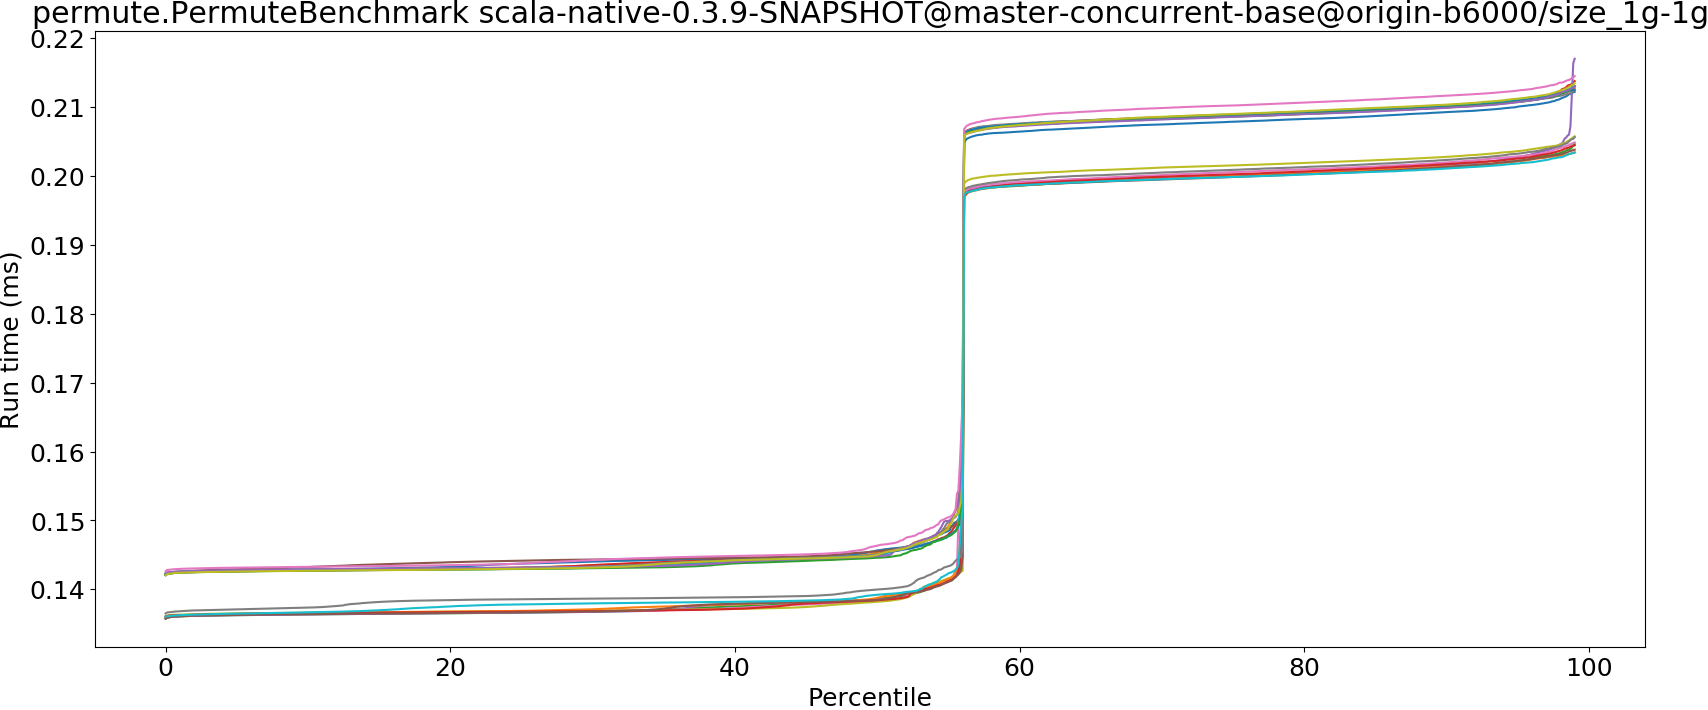 permute.PermuteBenchmark scala-native-0.3.9-SNAPSHOT@master-concurrent-base@origin-b6000/size_1g-1g
0.22
0.21
0.20
0.19
0.18
0.17
0.16
0.15
0.14
Run time (ms)
0 20 40 60 80 100
Percentile